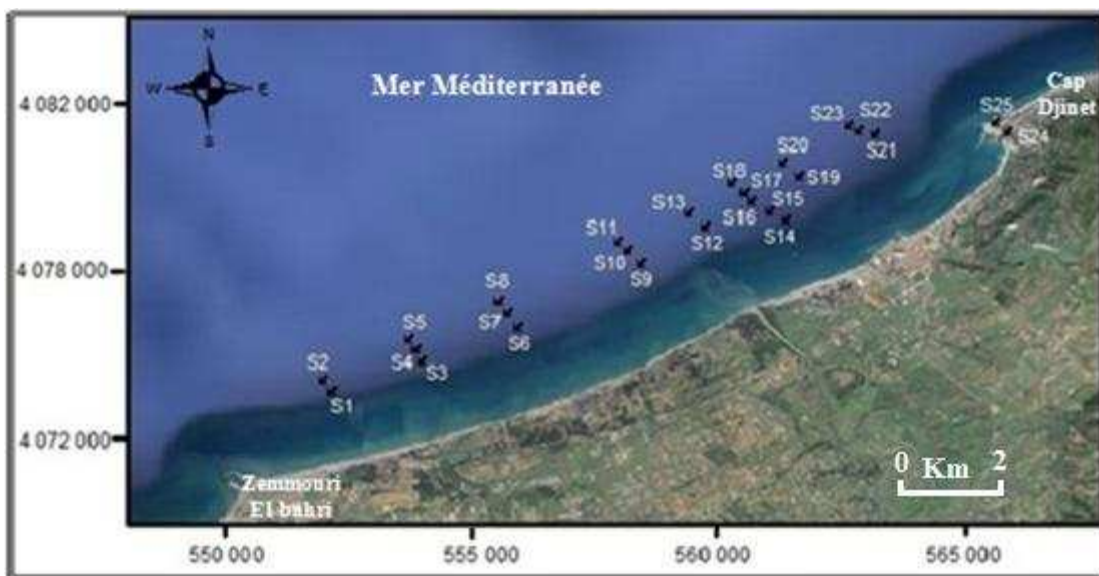 N
W E
S
Mer Méditerranée
Cap
Djinet
4 082 000
4 078 000
4 072 000
S25
S24
S23
S22
S21
S20
S19
S18
S17
S16
S15
S14
S13
S12
S11
S10
S9
S8
S7
S6
S5
S4
S3
S2
S1
Zemmouri
El bahri
0 Km 2
550 000
555 000
560 000
565 000